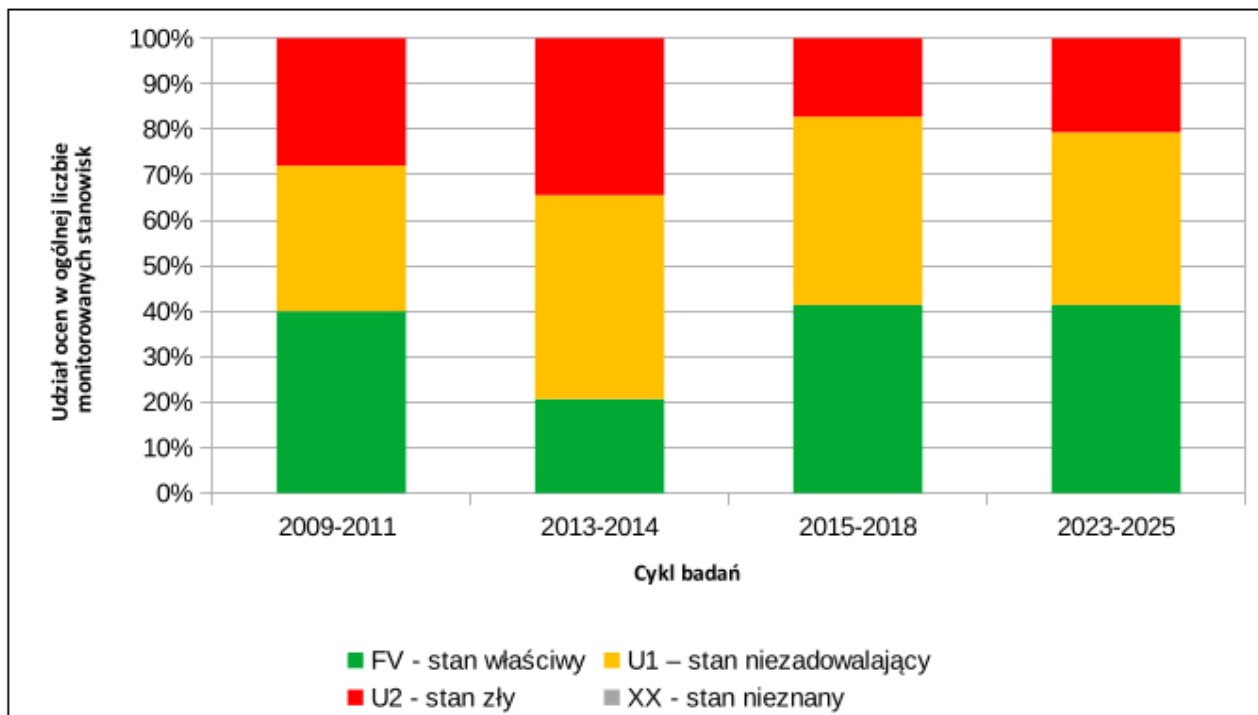 100%
90%
80%
70%
60%
50%
40%
30%
20%
10%
0%
Udział ocen w ogólnej liczbie
monitorowanych stanowisk
2009-2011 2013-2014 2015-2018 2023-2025
Cykl badań
FV - stan właściwy U1 – stan niezadowalający
U2 - stan zły XX - stan nieznany